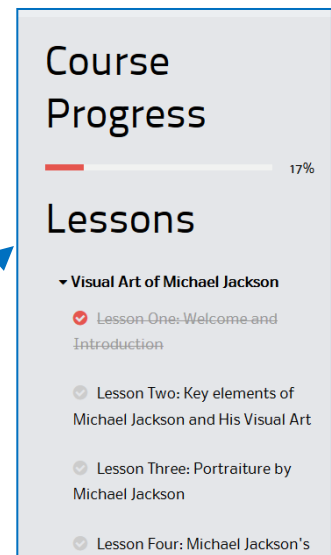 Course
Progress
17%
Lessons
Visual Art of Michael Jackson
Lesson One: Welcome and
Introduction
Lesson Two: Key elements of
Michael Jackson and His Visual Art
Lesson Three: Portraiture by
Michael Jackson
Lesson Four: Michael Jackson's